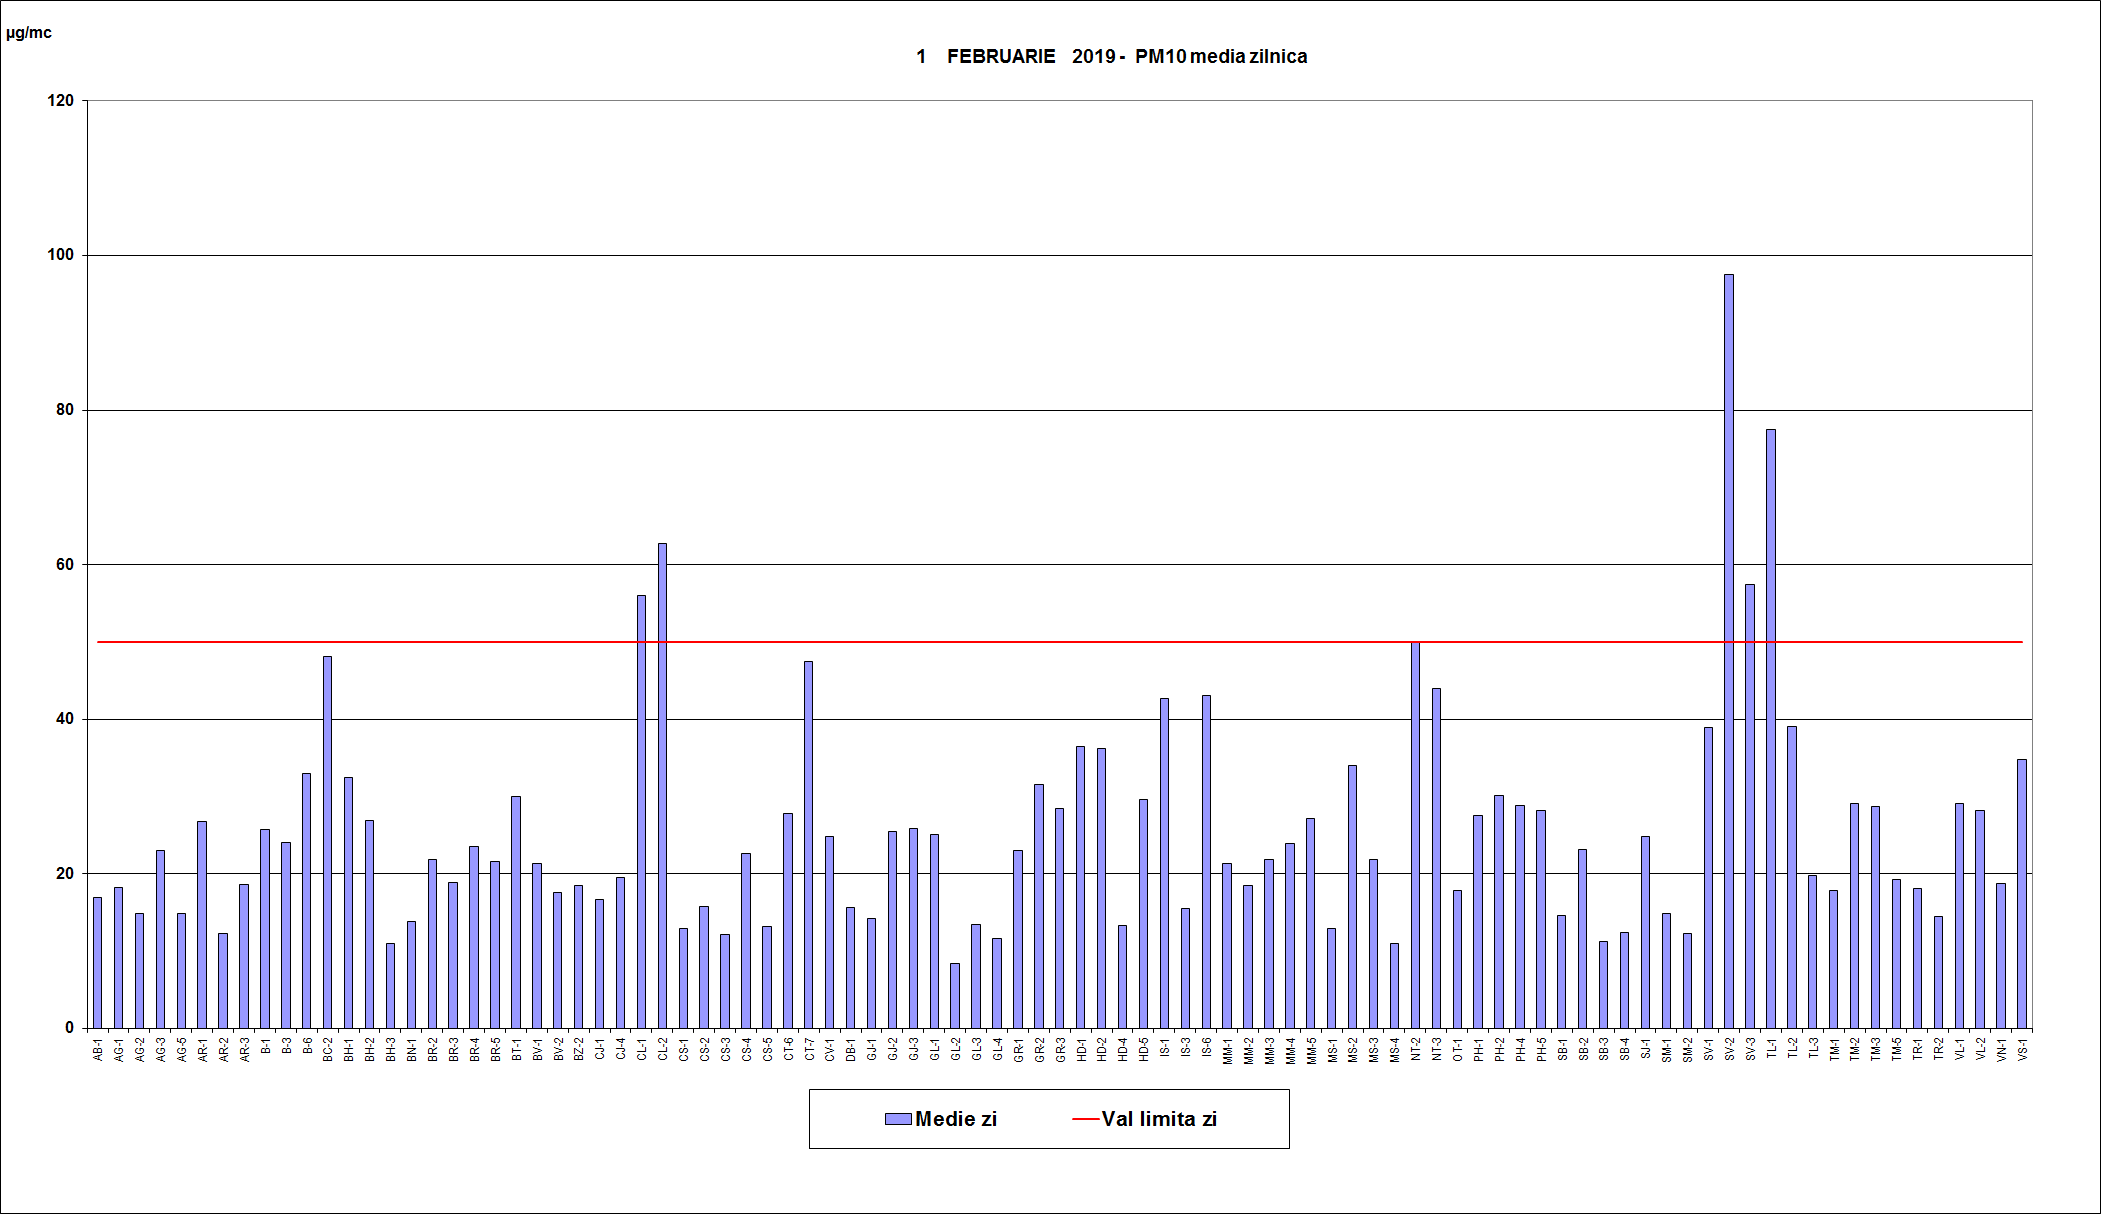 µg/mc
1 FEBRUARIE 2019 - PM10 media zilnica
120
100
80
60
40
20
0
AB-1 AG-1 AG-2 AG-3 AG-5 AR-1 AR-2 AR-3 B-1 B-3 B-6 BC-2 BH-1 BH-2 BH-3 BN-1 BR-2 BR-3 BR-4 BR-5 BT-1 BV-1 BV-2 BZ-2 CJ-1 CJ-4 CL-1 CL-2 CS-1 CS-2 CS-3 CS-4 CS-5 CT-6 CT-7 CV-1 DB-1 GJ-1 GJ-2 GJ-3 GL-1 GL-2 GL-3 GL-4 GR-1 GR-2 GR-3 HD-1 HD-2 HD-4 HD-5 IS-1 IS-3 IS-6 MM-1 MM-2 MM-3 MM-4 MM-5 MS-1 MS-2 MS-3 MS-4 NT-2 NT-3 OT-1 PH-1 PH-2 PH-4 PH-5 SB-1 SB-2 SB-3 SB-4 SJ-1 SM-1 SM-2 SV-1 SV-2 SV-3 TL-1 TL-2 TL-3 TM-1 TM-2 TM-3 TM-5 TR-1 TR-2 VL-1 VL-2 VN-1 VS-1
Medie zi Val limita zi